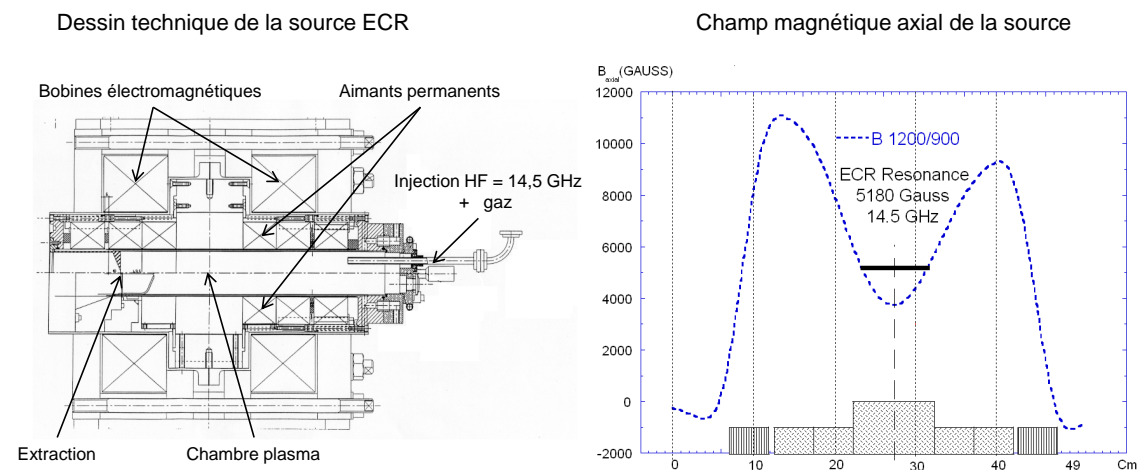 Dessin technique de la source ECR
Champ magnétique axial de la source
Bobines électromagnétiques
Aimants permanents
Injection HF = 14,5 GHz
+ gaz
Extraction
Chambre plasma
B axial (GAUSS)
12000
10000
8000
6000
4000
2000
0
-2000
B 1200/900
ECR Resonance
5180 Gauss
14.5 GHz
0 10 20 30 40 49 Cm